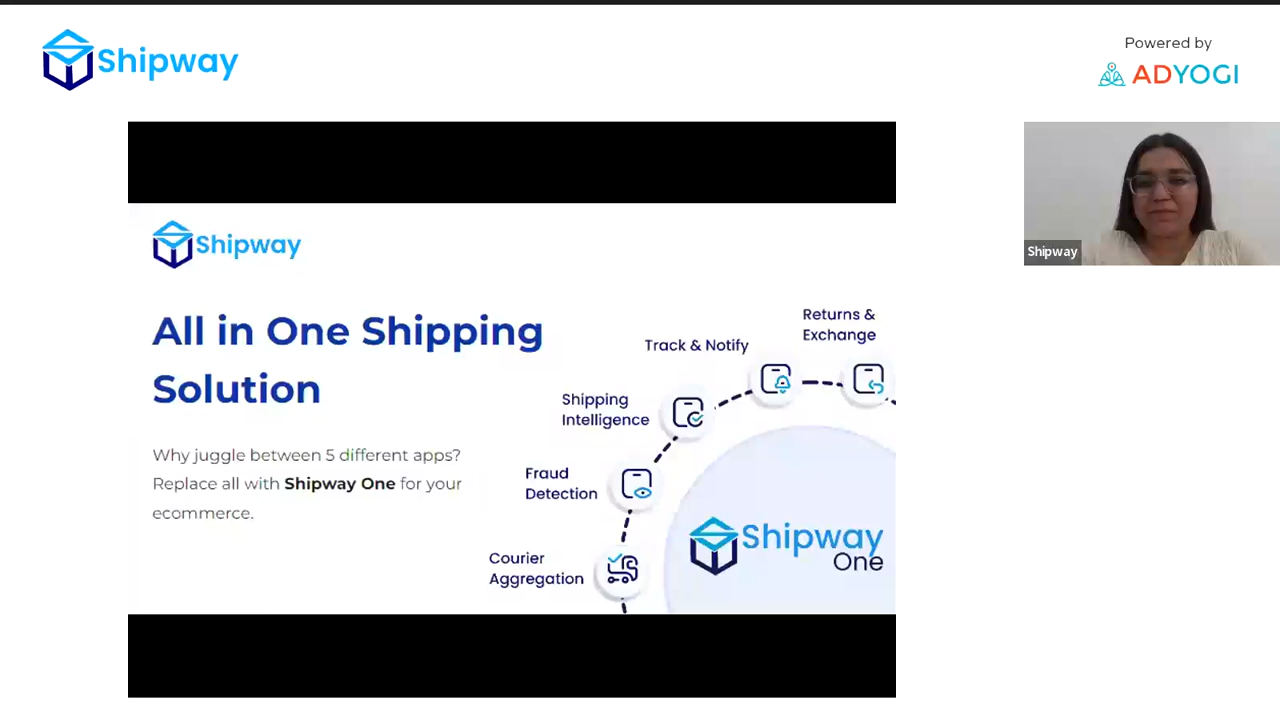 Shipway
Powered by
ADYOGI
Shipway
Shipway
All in One Shipping
Solution
Why juggle between 5 different apps?
Replace all with Shipway One for your
ecommerce.
Returns &
Exchange
Track & Notify
Shipping
Intelligence
Fraud
Detection
Courier
Aggregation
Shipway
One